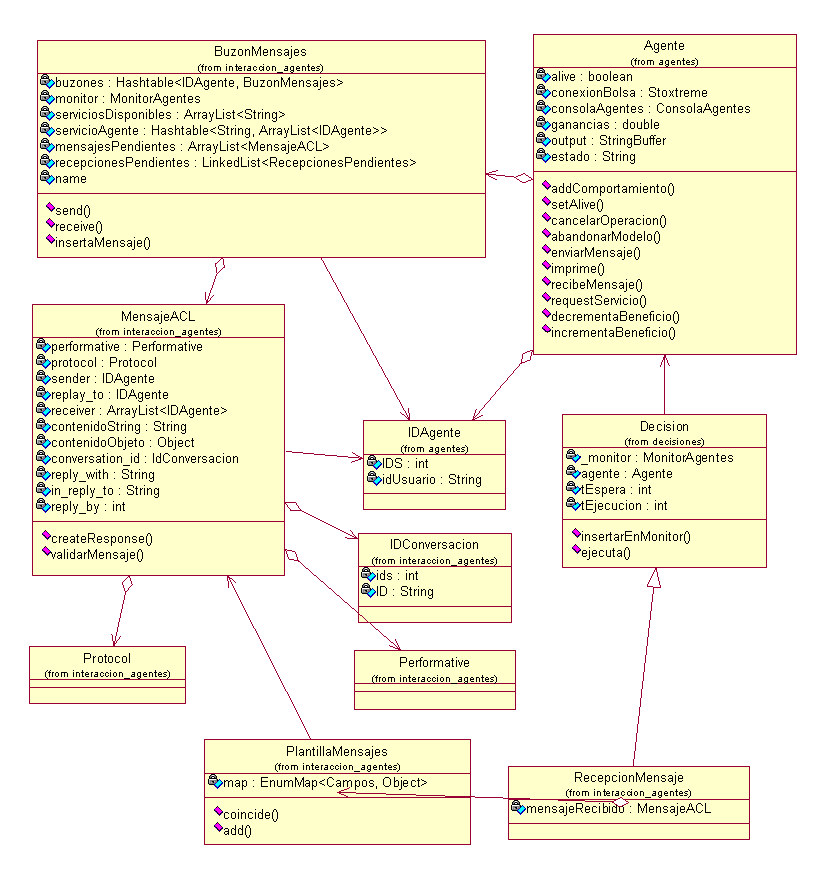 BuzonMensajes
(from interaccion_agentes)
buzones : Hashtable<IDAgente, BuzonMensajes>
monitor : MonitorAgentes
serviciosDisponibles : ArrayList<String>
servicioAgente : Hashtable<String, ArrayList<IDAgente>>
mensajesPendientes : ArrayList<MensajeACL>
recepcionesPendientes : LinkedList<RecepcionesPendientes>
name
send()
receive()
insertaMensaje()
Agente
(from agentes)
alive : boolean
conexionBolsa : Stoxtreme
consolaAgentes : ConsolaAgentes
ganancias : double
output : StringBuffer
estado : String
addComportamiento()
setAlive()
cancelarOperacion()
abandonarModelo()
enviarMensaje()
imprime()
recibeMensaje()
requestServicio()
decrementaBeneficio()
incrementaBeneficio()
MensajeACL
(from interaccion_agentes)
performative : Performative
protocol : Protocol
sender : IDAgente
replay_to : IDAgente
receiver : ArrayList<IDAgente>
contenidoString : String
contenidoObjeto : Object
conversation_id : IdConversacion
reply_with : String
in_reply_to : String
reply_by : int
createResponse()
validarMensaje()
IDAgente
(from agentes)
IDS : int
idUsuario : String
Decision
(from decisiones)
_monitor : MonitorAgentes
agente : Agente
tEspera : int
tEjecucion : int
insertarEnMonitor()
ejecuta()
IDConversacion
(from interaccion_agentes)
ids : int
ID : String
Protocol
(from interaccion_agentes)
Performative
(from interaccion_agentes)
PlantillaMensajes
(from interaccion_agentes)
map : EnumMap<Campos, Object>
coincide()
add()
RecepcionMensaje
(from interaccion_agentes)
mensajeRecibido : MensajeACL